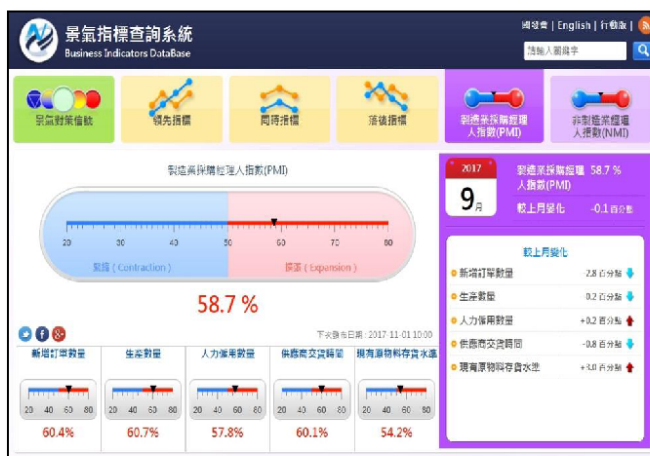 景氣指標查詢系統
Business Indicators DataBase
國發會 | English | 行動版 |
請輸入關鍵字
景氣對策信號
領先指標
同時指標
落後指標
製造業採購經理
人指數(PMI)
非製造業經理
人指數(NMI)
製造業採購經理人指數(PMI)
20 30 40 50 60 70 80
緊縮 ( Contraction )
擴張 ( Expansion )
58.7 %
下次發布日期 : 2017-11-01 10:00
新增訂單數量
生產數量
人力僱用數量
供應商交貨時間
現有原物料存貨水準
20 40 60 80
20 40 60 80
20 40 60 80
20 40 60 80
20 40 60 80
60.4%
60.7%
57.8%
60.1%
54.2%
2017
9月
製造業採購經理 58.7 %
人指數(PMI)
較上月變化 -0.1 百分點
較上月變化
新增訂單數量 -2.8 百分點
生產數量 -0.2 百分點
人力僱用數量 +0.2 百分點
供應商交貨時間 -0.8 百分點
現有原物料存貨水準 +3.0 百分點